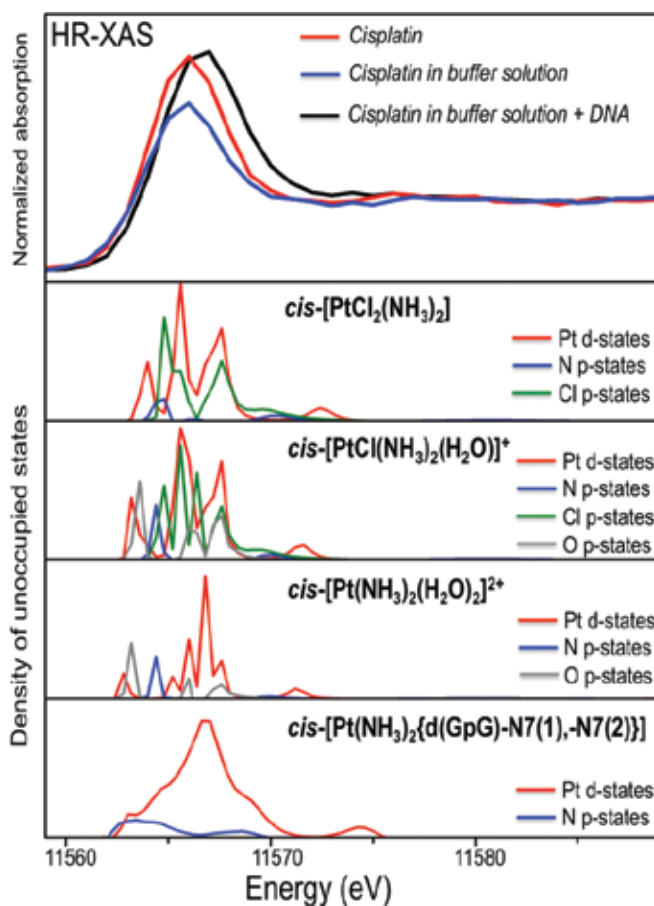 HR-XAS
Cisplatin
Cisplatin in buffer solution
Cisplatin in buffer solution + DNA
Normalized absorption
cis-[PtCl₂(NH₃)₂]
Pt d-states
N p-states
Cl p-states
cis-[PtCl(NH₃)₂(H₂O)]⁺
Pt d-states
N p-states
Cl p-states
O p-states
cis-[Pt(NH₃)₂(H₂O)₂]²⁺
Pt d-states
N p-states
O p-states
cis-[Pt(NH₃)₂{d(GpG)-N7(1),-N7(2)}]
Pt d-states
N p-states
Density of unoccupied states
11560
11570
11580
Energy (eV)